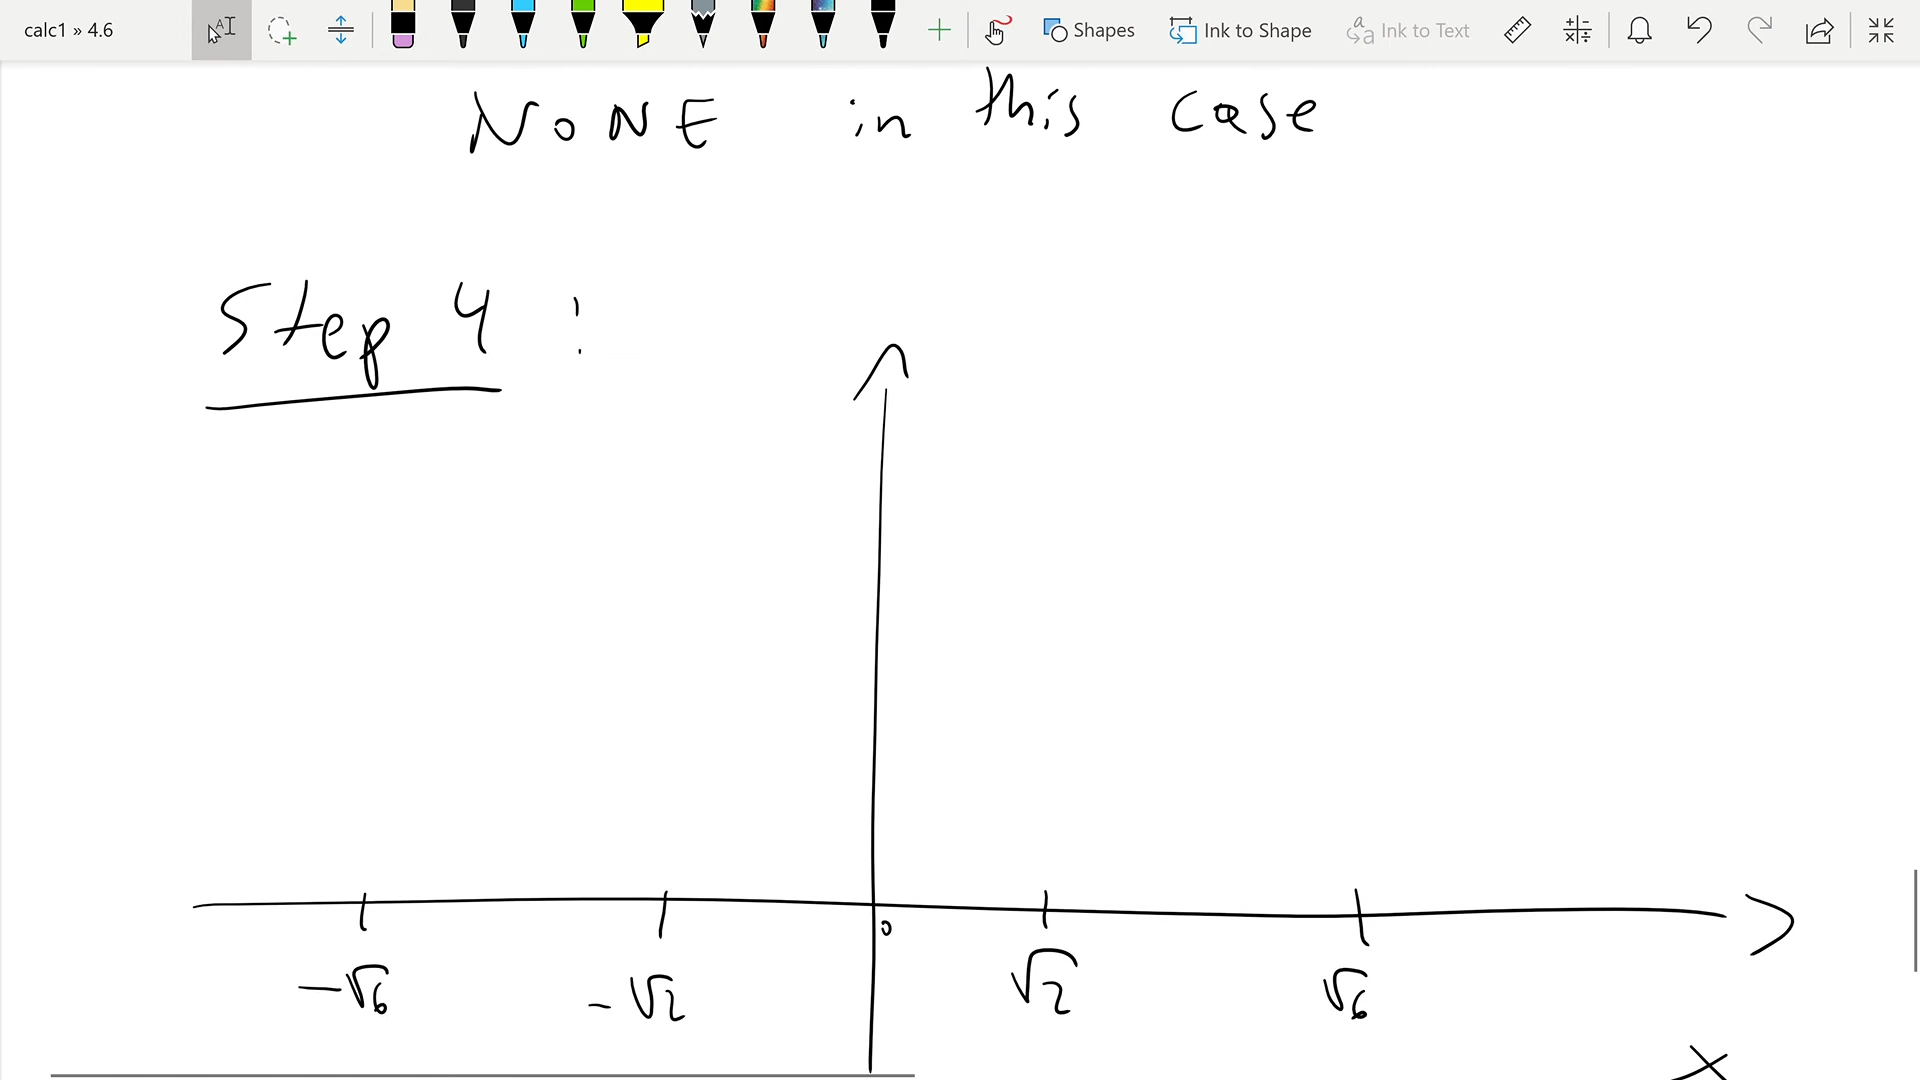 calc1 » 4.6 Shapes Ink to Shape Ink to Text
NONE in this case
Step 4 :
0
-√6 -√2 √2 √6
x